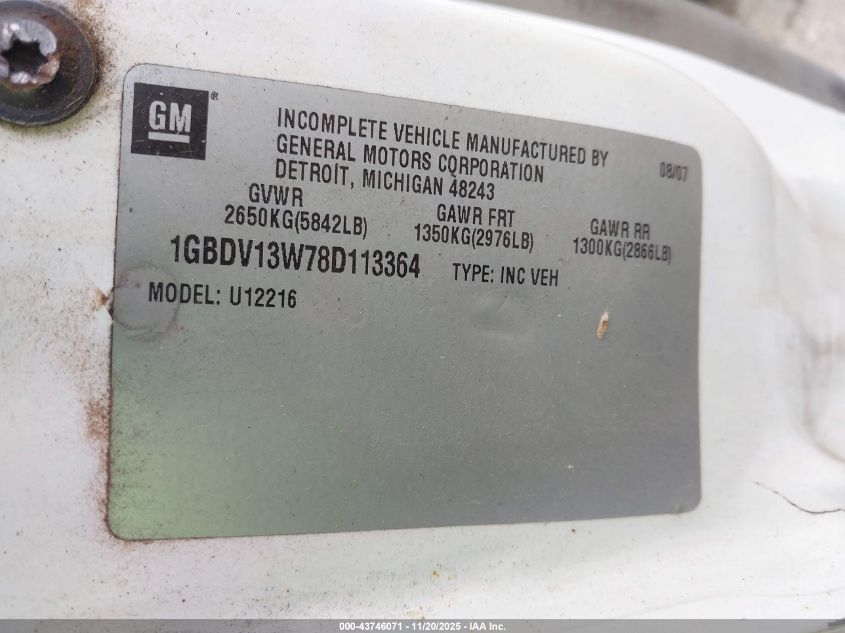 GM ®
INCOMPLETE VEHICLE MANUFACTURED BY
GENERAL MOTORS CORPORATION
DETROIT, MICHIGAN 48243
08/07
GVWR
2650KG(5842LB)
GAWR FRT
1350KG(2976LB)
GAWR RR
1300KG(2866LB)
1GBDV13W78D113364
TYPE: INC VEH
MODEL: U12216
000-43746071 - 11/20/2025 - IAA Inc.